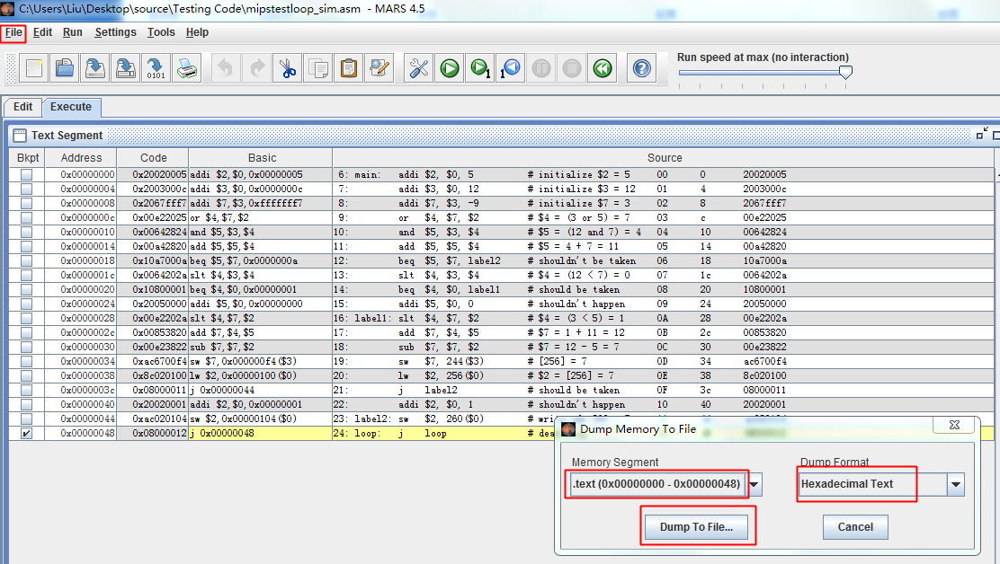 C:\Users\Liu\Desktop\source\Testing Code\mipstestloop_sim.asm - MARS 4.5
File Edit Run Settings Tools Help
Run speed at max (no interaction)
0101 1 1
Edit Execute
Text Segment
Bkpt Address Code Basic Source
0x00000000 0x20020005 addi $2,$0,0x00000005 6: main: addi $2, $0, 5 # initialize $2 = 5 00 0 20020005
0x00000004 0x2003000c addi $3,$0,0x0000000c 7: addi $3, $0, 12 # initialize $3 = 12 01 4 2003000c
0x00000008 0x2067fff7 addi $7,$3,0xfffffff7 8: addi $7, $3, -9 # initialize $7 = 3 02 8 2067fff7
0x0000000c 0x00e22025 or $4,$7,$2 9: or $4, $7, $2 # $4 = (3 or 5) = 7 03 c 00e22025
0x00000010 0x00642824 and $5,$3,$4 10: and $5, $3, $4 # $5 = (12 and 7) = 4 04 10 00642824
0x00000014 0x00a42820 add $5,$5,$4 11: add $5, $5, $4 # $5 = 4 + 7 = 11 05 14 00a42820
0x00000018 0x10a7000a beq $5,$7,0x0000000a 12: beq $5, $7, label2 # shouldn't be taken 06 18 10a7000a
0x0000001c 0x0064202a slt $4,$3,$4 13: slt $4, $3, $4 # $4 = (12 < 7) = 0 07 1c 0064202a
0x00000020 0x10800001 beq $4,$0,0x00000001 14: beq $4, $0, label1 # should be taken 08 20 10800001
0x00000024 0x20050000 addi $5,$0,0x00000000 15: addi $5, $0, 0 # shouldn't happen 09 24 20050000
0x00000028 0x00e2202a slt $4,$7,$2 16: label1: slt $4, $7, $2 # $4 = (3 < 5) = 1 0A 28 00e2202a
0x0000002c 0x00853820 add $7,$4,$5 17: add $7, $4, $5 # $7 = 1 + 11 = 12 0B 2c 00853820
0x00000030 0x00e23822 sub $7,$7,$2 18: sub $7, $7, $2 # $7 = 12 - 5 = 7 0C 30 00e23822
0x00000034 0xac6700f4 sw $7,0x000000f4($3) 19: sw $7, 244($3) # [256] = 7 0D 34 ac6700f4
0x00000038 0x8c020100 lw $2,0x00000100($0) 20: lw $2, 256($0) # $2 = [256] = 7 0E 38 8c020100
0x0000003c 0x08000011 j 0x00000044 21: j label2 # should be taken 0F 3c 08000011
0x00000040 0x20020001 addi $2,$0,0x00000001 22: addi $2, $0, 1 # shouldn't happen 10 40 20020001
0x00000044 0xac020104 sw $2,0x00000104($0) 23: label2: sw $2, 260($0) # wri
0x00000048 0x08000012 j 0x00000048 24: loop: j loop # dea
Dump Memory To File
Memory Segment Dump Format
.text (0x00000000 - 0x00000048) Hexadecimal Text
Dump To File... Cancel